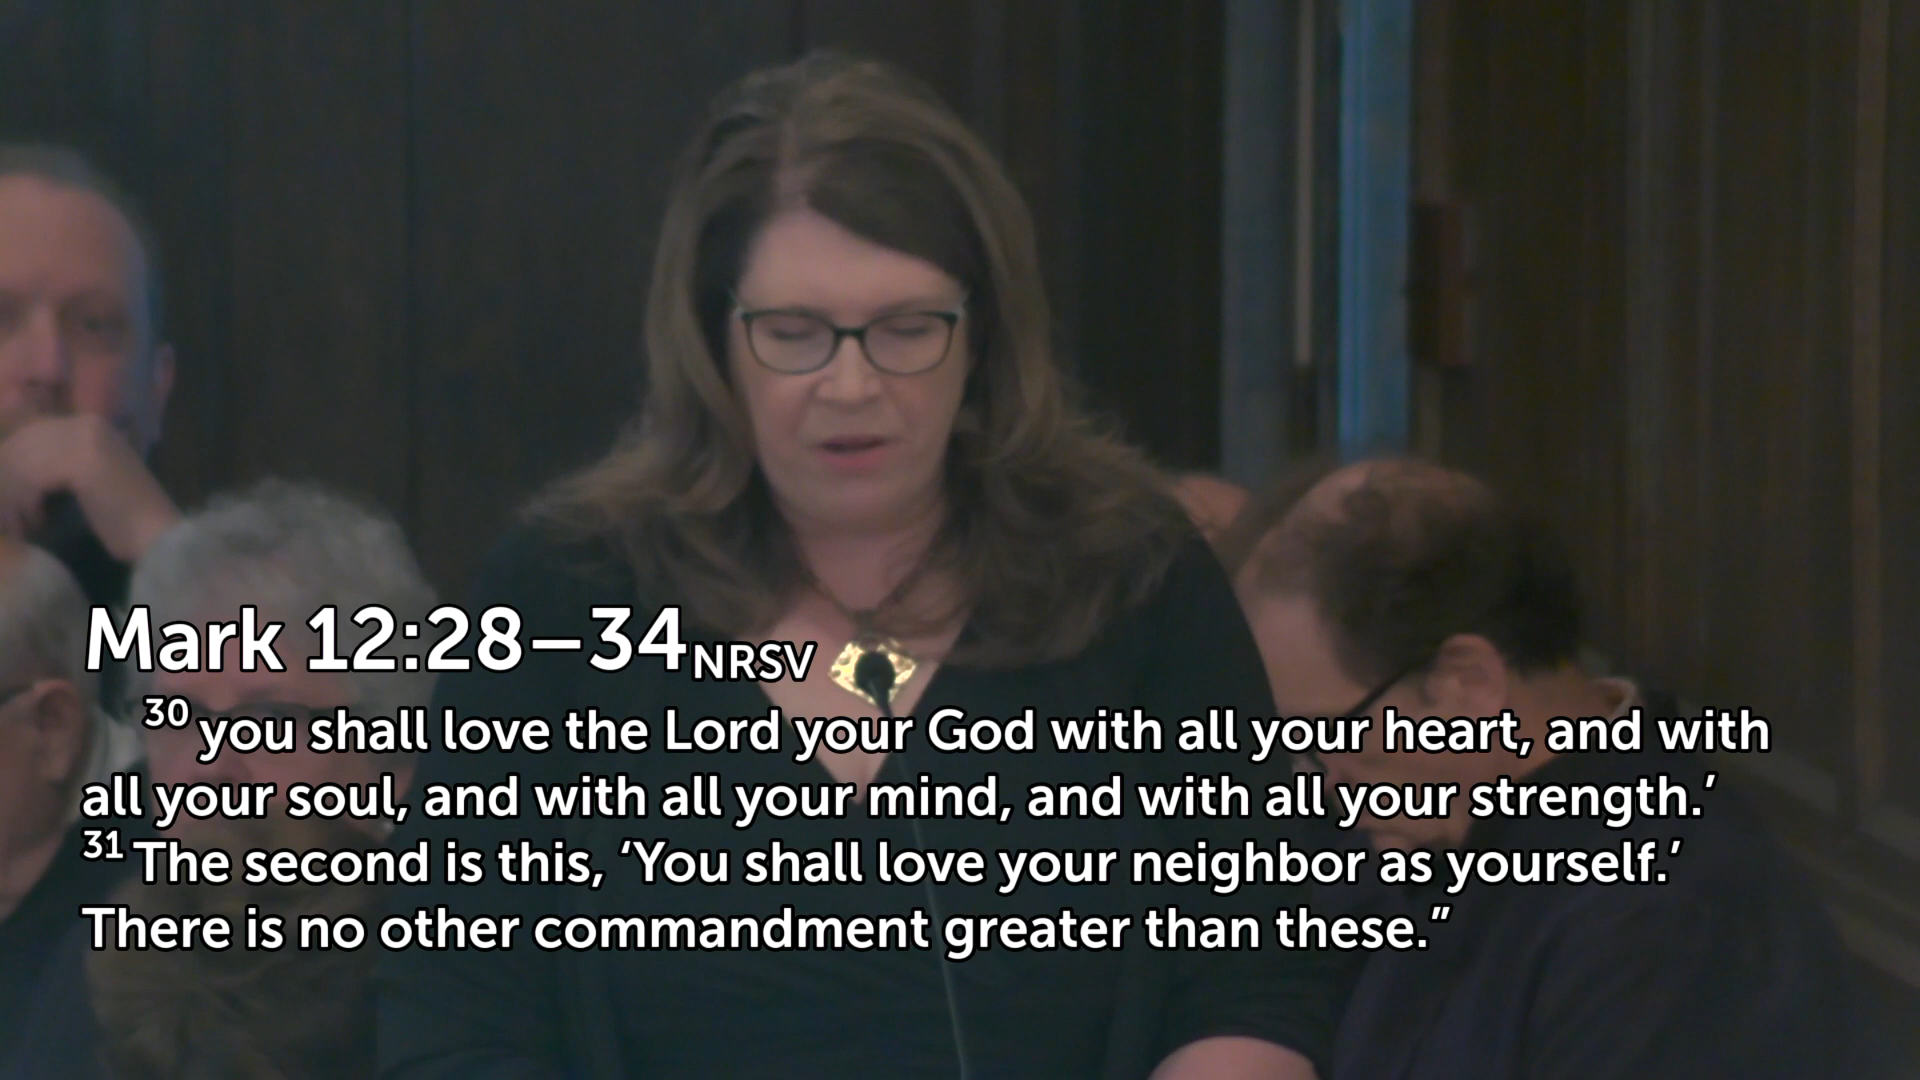 Mark 12:28–34 NRSV
30 you shall love the Lord your God with all your heart, and with
all your soul, and with all your mind, and with all your strength.’
31 The second is this, ‘You shall love your neighbor as yourself.’
There is no other commandment greater than these.”